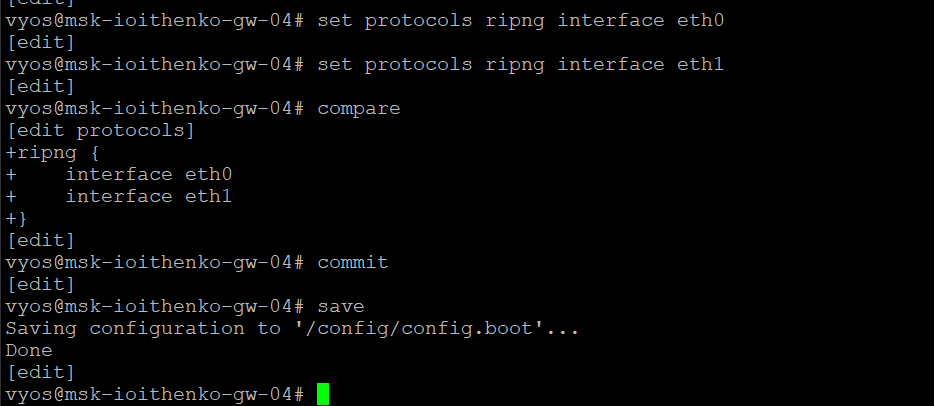 [edit]
vyos@msk-ioithenko-gw-04# set protocols ripng interface eth0
[edit]
vyos@msk-ioithenko-gw-04# set protocols ripng interface eth1
[edit]
vyos@msk-ioithenko-gw-04# compare
[edit protocols]
+ripng {
+    interface eth0
+    interface eth1
+}
[edit]
vyos@msk-ioithenko-gw-04# commit
[edit]
vyos@msk-ioithenko-gw-04# save
Saving configuration to '/config/config.boot'...
Done
[edit]
vyos@msk-ioithenko-gw-04#